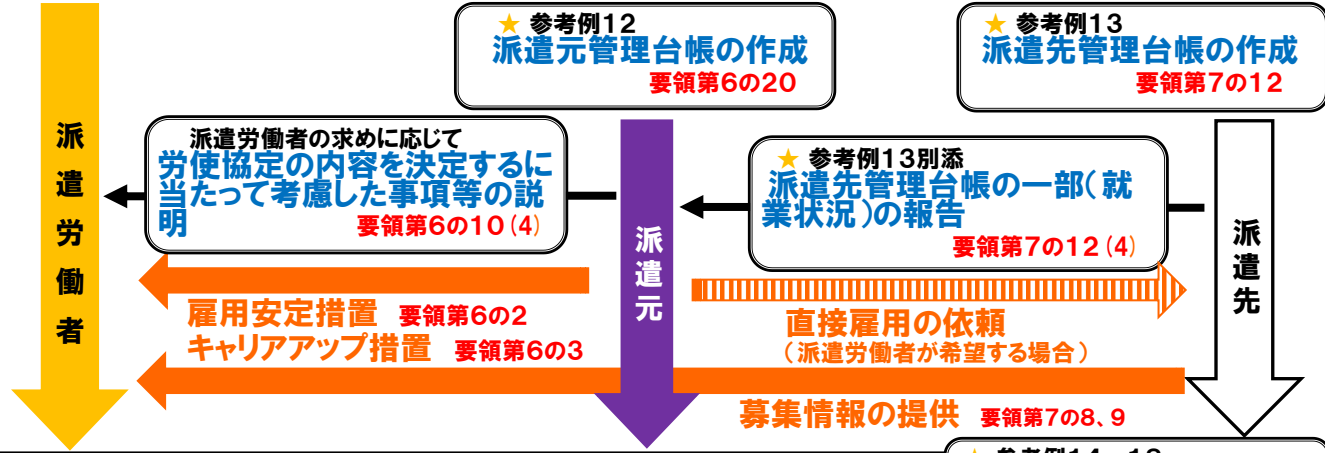 ★ 参考例12
派遣元管理台帳の作成
要領第6の20
★ 参考例13
派遣先管理台帳の作成
要領第7の12
派遣労働者
派遣労働者の求めに応じて
労使協定の内容を決定するに
当たって考慮した事項等の説
明 要領第6の10(4)
派遣元
★ 参考例13別添
派遣先管理台帳の一部(就
業状況)の報告
要領第7の12(4)
派遣先
雇用安定措置 要領第6の2
キャリアアップ措置 要領第6の3
直接雇用の依頼
(派遣労働者が希望する場合)
募集情報の提供 要領第7の8、9